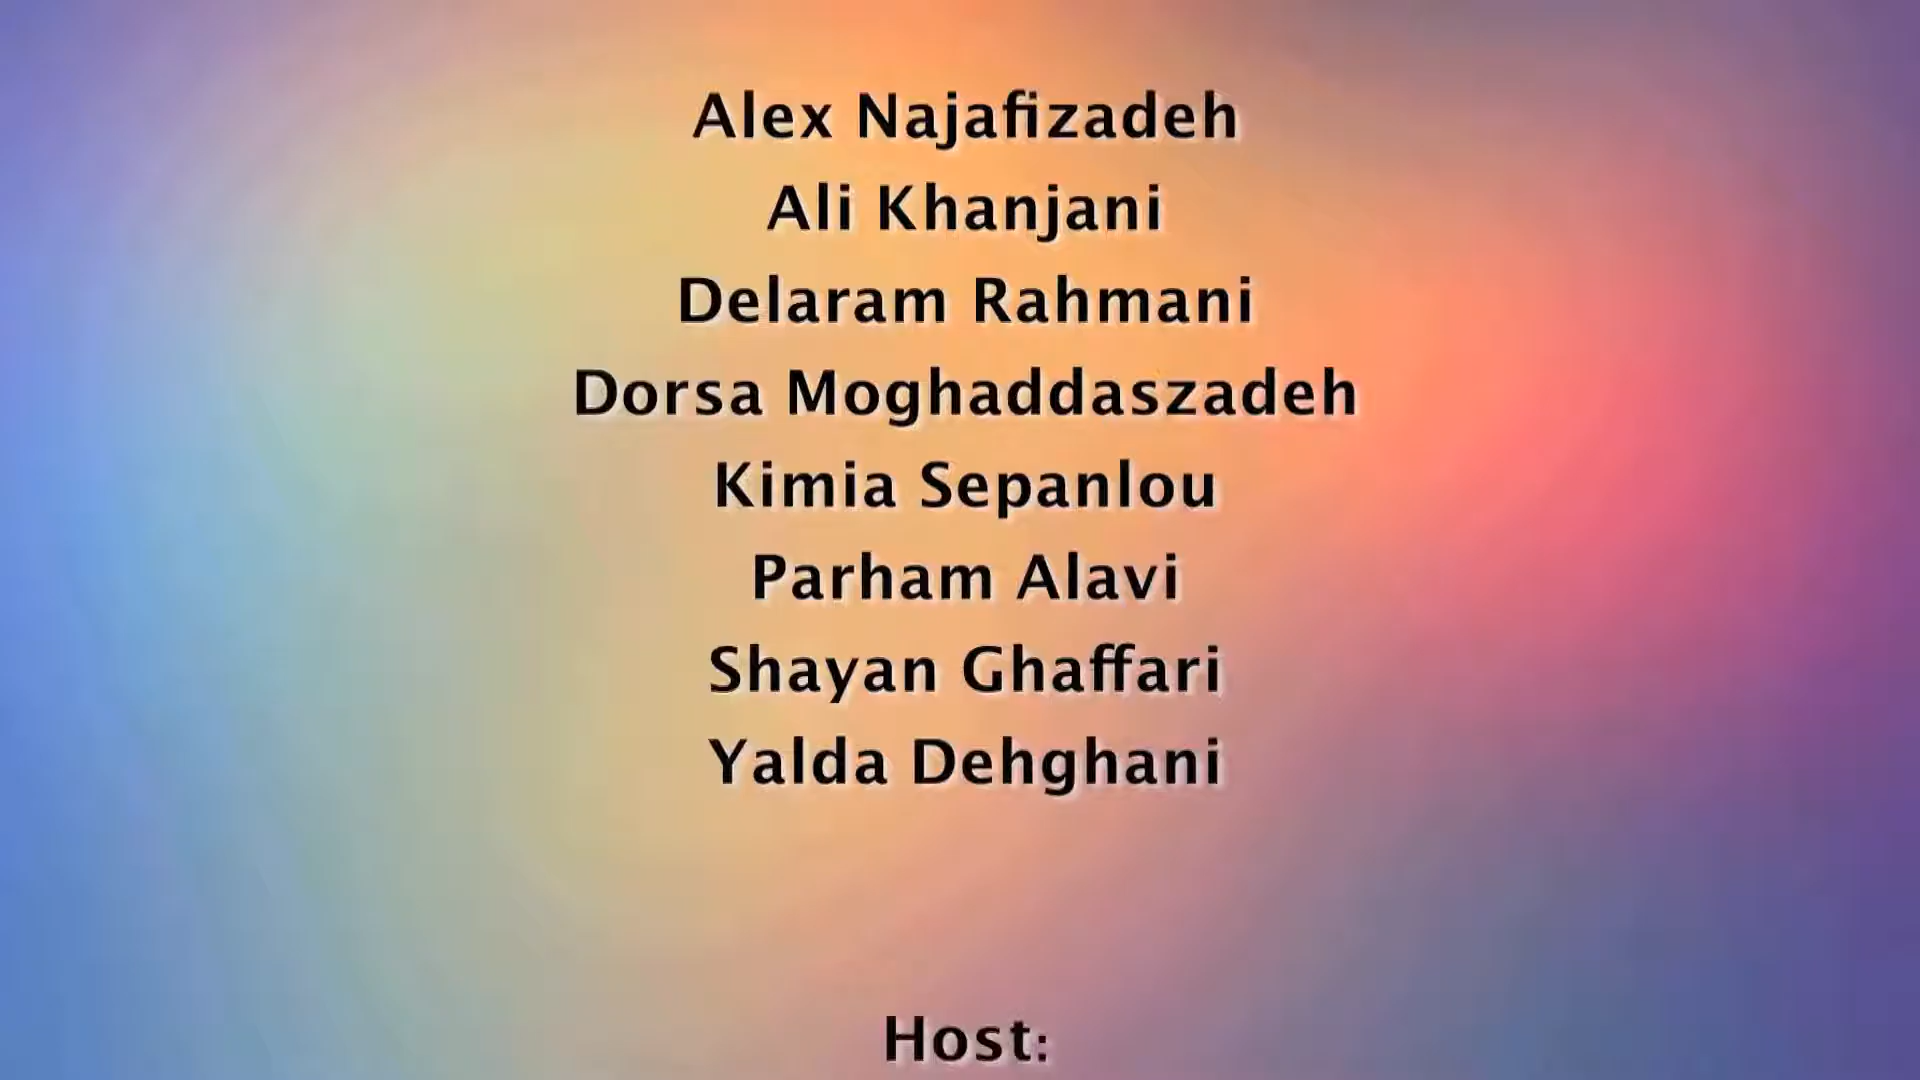 Alex Najafizadeh
Ali Khanjani
Delaram Rahmani
Dorsa Moghaddaszadeh
Kimia Sepanlou
Parham Alavi
Shayan Ghaffari
Yalda Dehghani
Host: